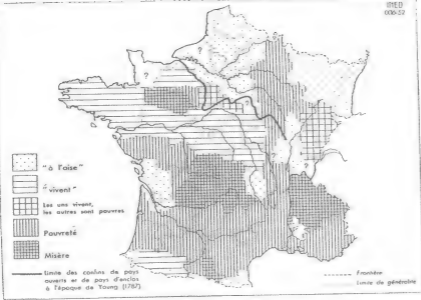 INED
006-57
?
?
?
?
"à l'aise"
"vivent"
Les uns vivent,
les autres sont pauvres
Pauvreté
Misère
Limite des confins de pays
ouverts et de pays d'enclos
à l'époque de Young (1787)
Frontière
Limite de généralité